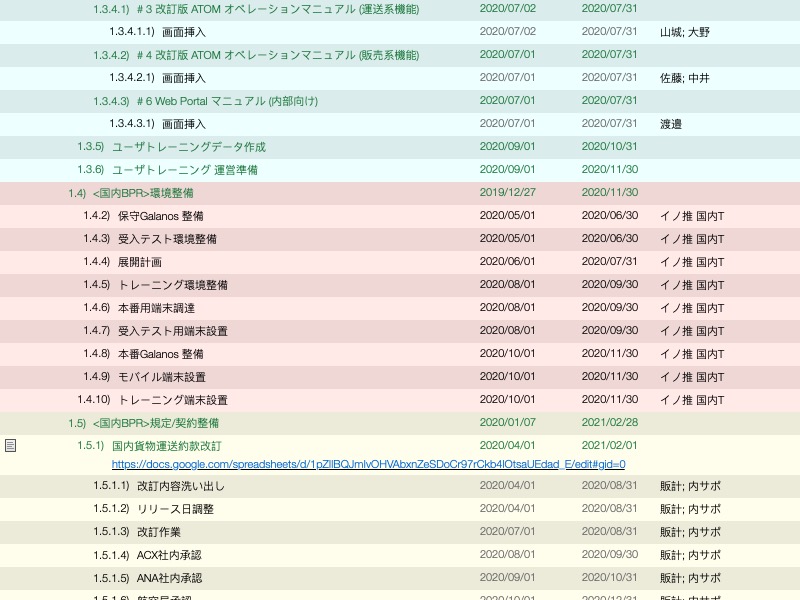 1.3.4.1) # 3 改訂版 ATOM オペレーションマニュアル (運送系機能) 2020/07/02 2020/07/31
1.3.4.1.1) 画面挿入 2020/07/02 2020/07/31 山城; 大野
1.3.4.2) # 4 改訂版 ATOM オペレーションマニュアル (販売系機能) 2020/07/01 2020/07/31
1.3.4.2.1) 画面挿入 2020/07/01 2020/07/31 佐藤; 中井
1.3.4.3) # 6 Web Portal マニュアル (内部向け) 2020/07/01 2020/07/31
1.3.4.3.1) 画面挿入 2020/07/01 2020/07/31 渡邉
1.3.5) ユーザトレーニングデータ作成 2020/09/01 2020/10/31
1.3.6) ユーザトレーニング 運営準備 2020/09/01 2020/11/30
1.4) <国内BPR>環境整備 2019/12/27 2020/11/30
1.4.2) 保守Galanos 整備 2020/05/01 2020/06/30 イノ推 国内T
1.4.3) 受入テスト環境整備 2020/05/01 2020/06/30 イノ推 国内T
1.4.4) 展開計画 2020/06/01 2020/07/31 イノ推 国内T
1.4.5) トレーニング環境整備 2020/08/01 2020/09/30 イノ推 国内T
1.4.6) 本番用端末調達 2020/08/01 2020/09/30 イノ推 国内T
1.4.7) 受入テスト用端末設置 2020/08/01 2020/09/30 イノ推 国内T
1.4.8) 本番Galanos 整備 2020/10/01 2020/11/30 イノ推 国内T
1.4.9) モバイル端末設置 2020/10/01 2020/11/30 イノ推 国内T
1.4.10) トレーニング端末設置 2020/10/01 2020/11/30 イノ推 国内T
1.5) <国内BPR>規定/契約整備 2020/01/07 2021/02/28
1.5.1) 国内貨物運送約款改訂 2020/04/01 2021/02/01
https://docs.google.com/spreadsheets/d/1pZIlBQJmIvOHVAbxnZeSDoCr97rCkb4lOtsaUEdad_E/edit#gid=0
1.5.1.1) 改訂内容洗い出し 2020/04/01 2020/08/31 販計; 内サポ
1.5.1.2) リリース日調整 2020/04/01 2020/08/31 販計; 内サポ
1.5.1.3) 改訂作業 2020/07/01 2020/08/31 販計; 内サポ
1.5.1.4) ACX社内承認 2020/08/01 2020/09/30 販計; 内サポ
1.5.1.5) ANA社内承認 2020/09/01 2020/10/31 販計; 内サポ